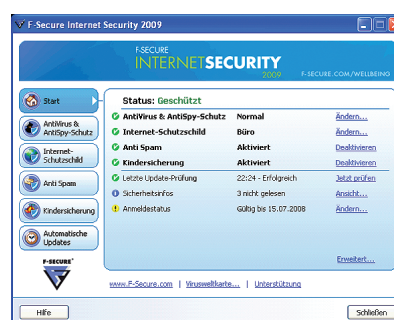 F-Secure Internet Security 2009
F-SECURE
INTERNETSECURITY
2009
F-SECURE.COM/WELLBEING
Start
AntiVirus & AntiSpy-Schutz
Internet-Schutzschild
Anti Spam
Kindersicherung
Automatische Updates
F-SECURE
Status: Geschützt
AntiVirus & AntiSpy-Schutz Normal Ändern...
Internet-Schutzschild Büro Ändern...
Anti Spam Aktiviert Deaktivieren
Kindersicherung Aktiviert Deaktivieren
Letzte Update-Prüfung 22:24 - Erfolgreich Jetzt prüfen
Sicherheitsinfos 3 nicht gelesen Ansicht...
Anmeldestatus Gültig bis 15.07.2008 Ändern...
Erweitert...
www.F-Secure.com | Virusweltkarte... | Unterstützung
Hilfe Schließen